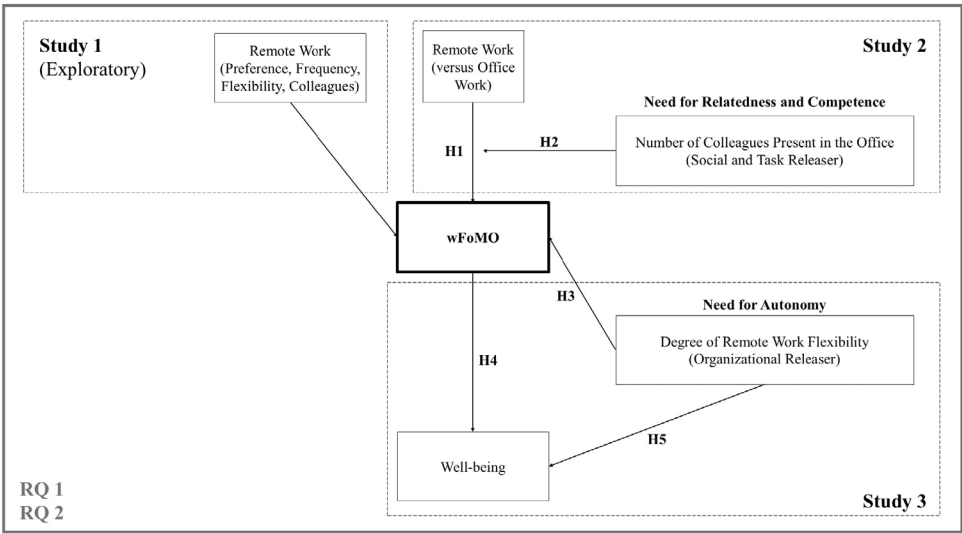 Study 1
(Exploratory)
Remote Work
(Preference, Frequency,
Flexibility, Colleagues)
Remote Work
(versus Office
Work)
Study 2
Need for Relatedness and Competence
Number of Colleagues Present in the Office
(Social and Task Releaser)
H1
H2
wFoMO
H3
Need for Autonomy
Degree of Remote Work Flexibility
(Organizational Releaser)
H4
H5
Well-being
Study 3
RQ 1
RQ 2